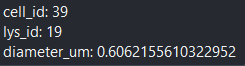 cell_id: 39
lys_id: 19
diameter_um: 0.6062155610322952